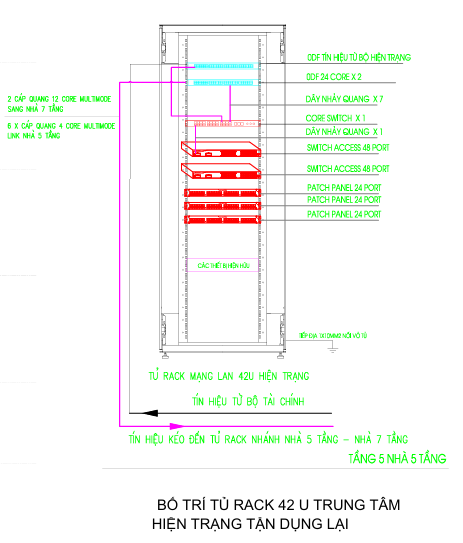 ODF TÍN HIỆU TỪ BỘ HIỆN TRẠNG
ODF 24 CORE X 2
2 CÁP QUANG 12 CORE MULTIMODE
SANG NHÀ 7 TẦNG
DÂY NHẢY QUANG X 7
CORE SWITCH X 1
6 X CÁP QUANG 4 CORE MULTIMODE
LINK NHÀ 5 TẦNG
DÂY NHẢY QUANG X 1
SWITCH ACCESS 48 PORT
SWITCH ACCESS 48 PORT
PATCH PANEL 24 PORT
PATCH PANEL 24 PORT
PATCH PANEL 24 PORT
CÁC THIẾT BỊ HIỆN HỮU
TIẾP ĐỊA 1X10MM2 NỐI VỎ TỦ
TỦ RACK MẠNG LAN 42U HIỆN TRẠNG
TÍN HIỆU TỪ BỘ TÀI CHÍNH
TÍN HIỆU KÉO ĐẾN TỦ RACK NHÁNH NHÀ 5 TẦNG - NHÀ 7 TẦNG
TẦNG 5 NHÀ 5 TẦNG
BỐ TRÍ TỦ RACK 42 U TRUNG TÂM
HIỆN TRẠNG TẬN DỤNG LẠI